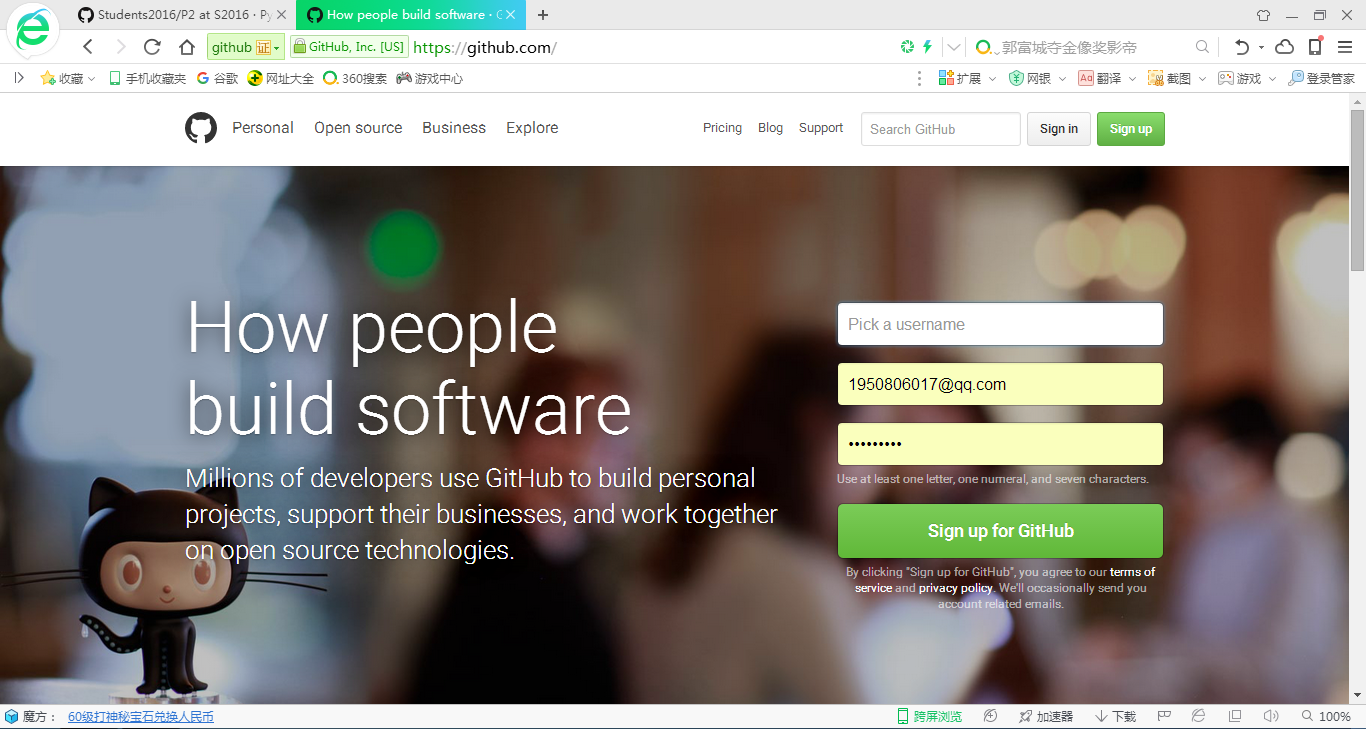 Students2016/P2 at S2016 · Py
How people build software · G
github 证
GitHub, Inc. [US]
https://github.com/
郭富城夺金像奖影帝
收藏
手机收藏夹
谷歌
网址大全
360搜索
游戏中心
扩展
网银
Aa 翻译
截图
游戏
登录管家
Personal
Open source
Business
Explore
Pricing
Blog
Support
Search GitHub
Sign in
Sign up
How people
build software
Millions of developers use GitHub to build personal
projects, support their businesses, and work together
on open source technologies.
Pick a username
1950806017@qq.com
•••••••••
Use at least one letter, one numeral, and seven characters.
Sign up for GitHub
By clicking "Sign up for GitHub", you agree to our terms of
service and privacy policy. We'll occasionally send you
account related emails.
魔方：
60级打神秘宝石兑换人民币
跨屏浏览
加速器
下载
100%